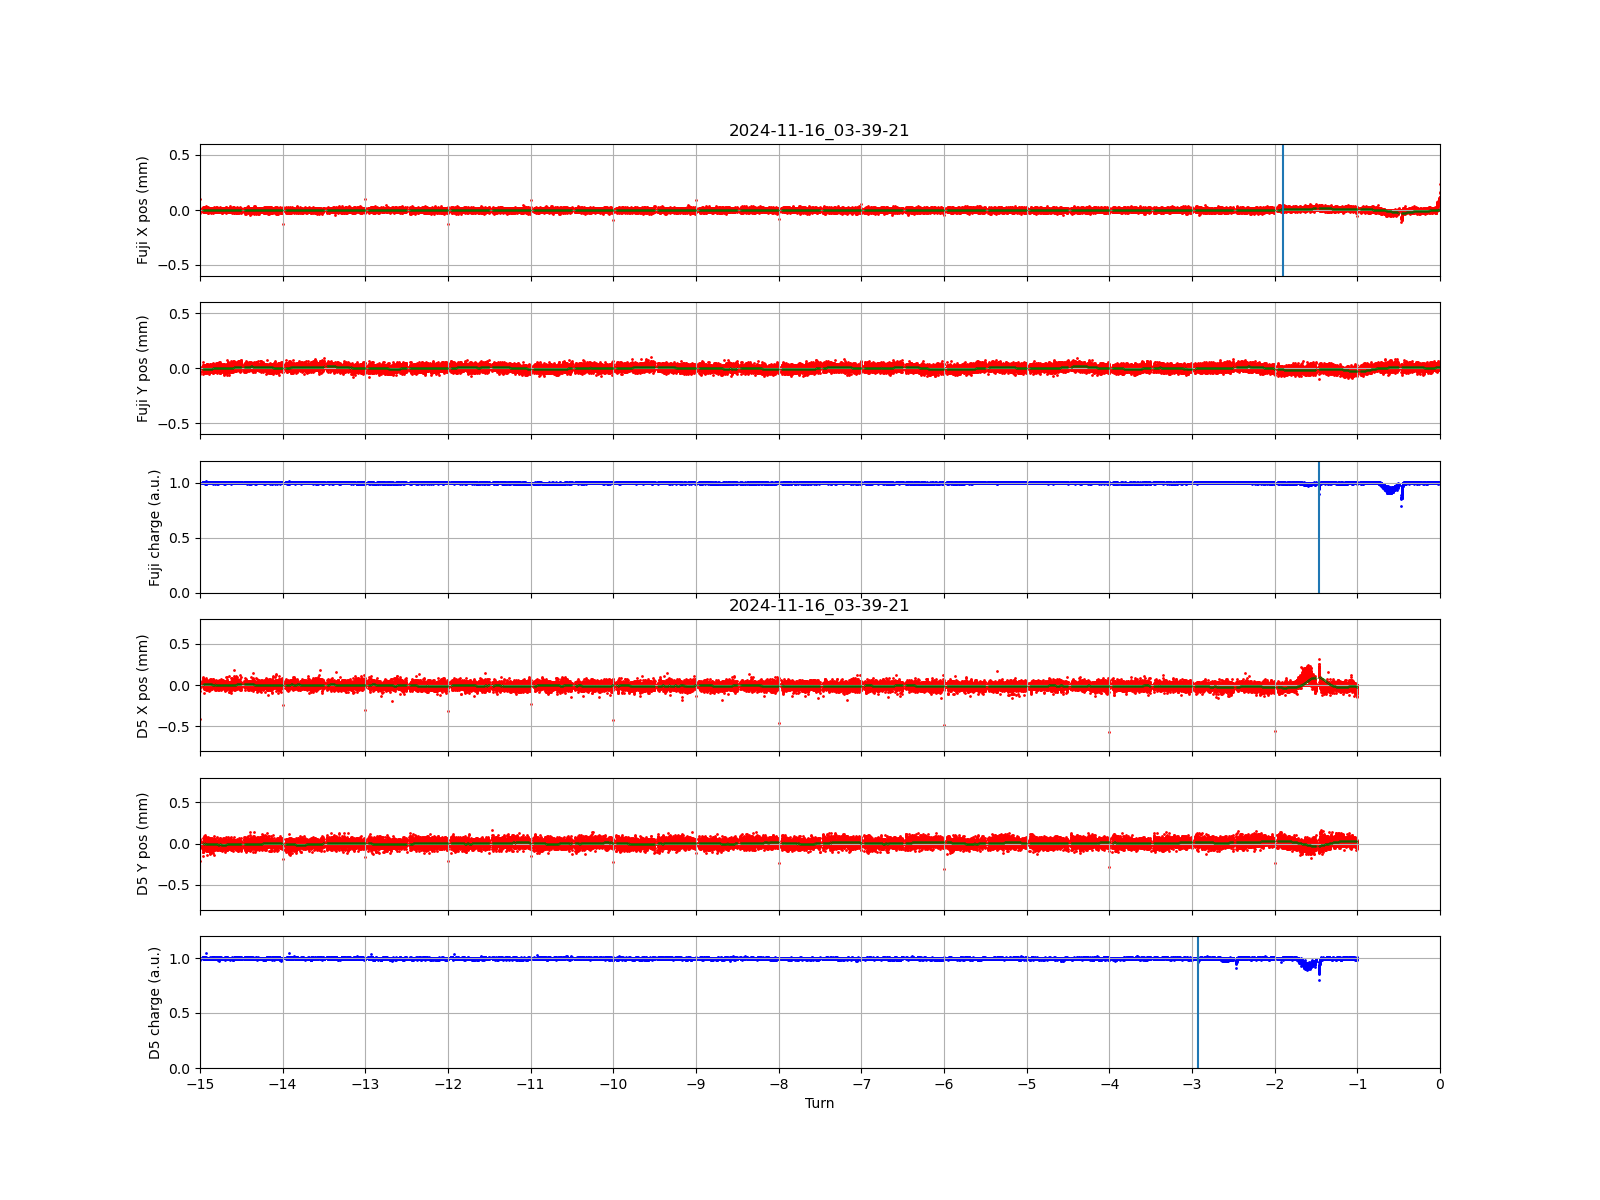 2024-11-16_03-39-21
Fuji X pos (mm)
0.5
0.0
−0.5
Fuji Y pos (mm)
0.5
0.0
−0.5
Fuji charge (a.u.)
1.0
0.5
0.0
2024-11-16_03-39-21
D5 X pos (mm)
0.5
0.0
−0.5
D5 Y pos (mm)
0.5
0.0
−0.5
D5 charge (a.u.)
1.0
0.5
0.0
−15 −14 −13 −12 −11 −10 −9 −8 −7 −6 −5 −4 −3 −2 −1 0
Turn